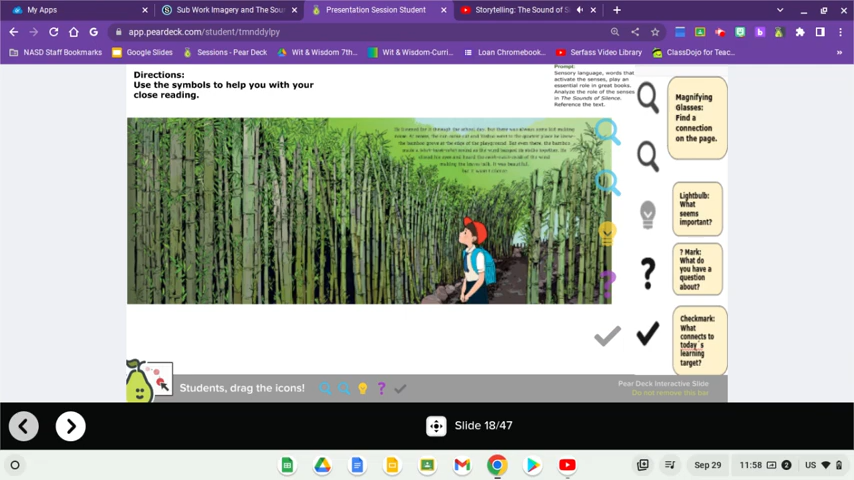 My Apps
Sub Work Imagery and The Sour
Presentation Session Student
Storytelling: The Sound of S
app.peardeck.com/student/tmnddylpy
NASD Staff Bookmarks
Google Slides
Sessions - Pear Deck
Wit & Wisdom 7th...
Wit & Wisdom-Curri...
Loan Chromebook...
Serfass Video Library
ClassDojo for Teac...
Directions:
Use the symbols to help you with your
close reading.
Prompt:
Sensory language, words that
activate the senses, play an
essential role in great books.
Analyze the role of the senses
in The Sounds of Silence.
Reference the text.
Magnifying
Glasses:
Find a
connection
on the page.
Lightbulb:
What
seems
important?
? Mark:
What do
you have a
question
about?
Checkmark:
What
connects to
today's
learning
target?
Students, drag the icons!
Pear Deck Interactive Slide
Do not remove this bar
Slide 18/47
Sep 29
11:58
2
US